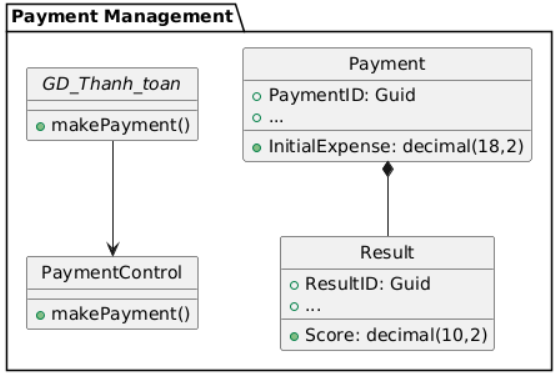 Payment Management
GD_Thanh_toan
makePayment()
PaymentControl
makePayment()
Payment
PaymentID: Guid
...
InitialExpense: decimal(18,2)
Result
ResultID: Guid
...
Score: decimal(10,2)